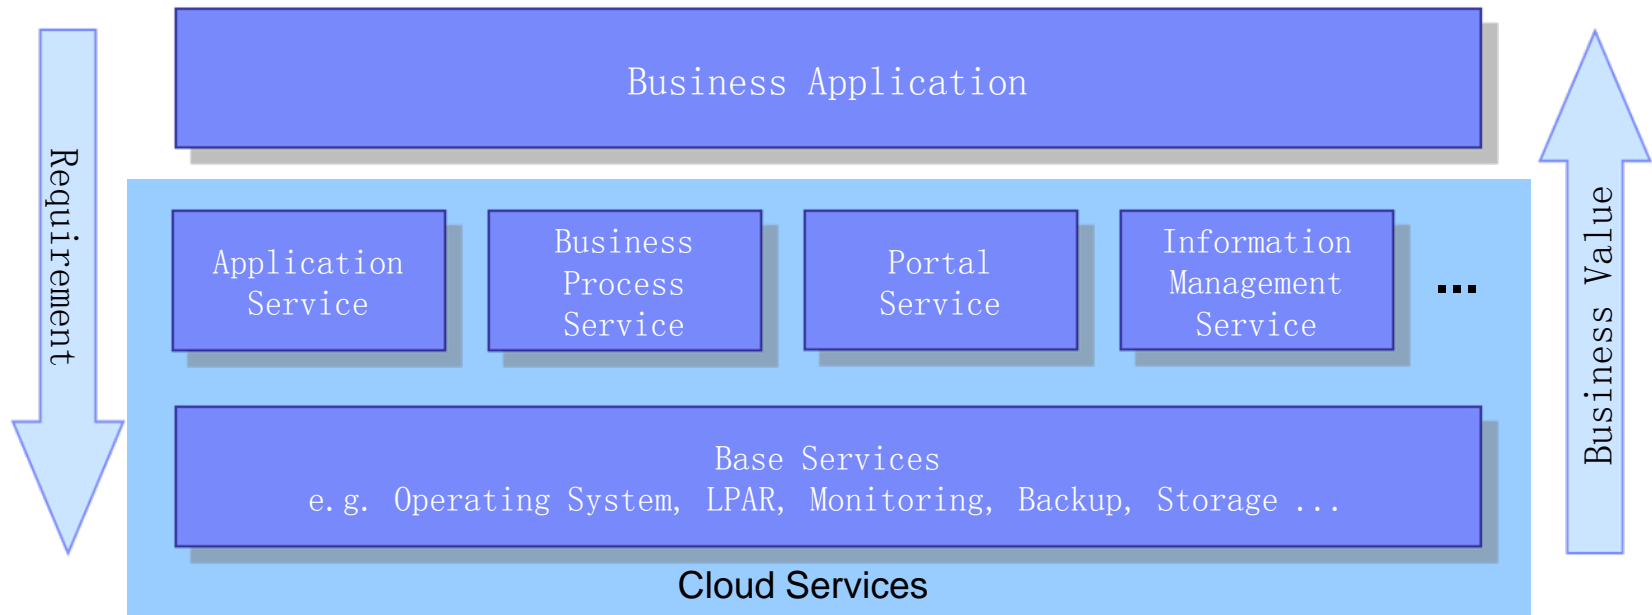 Business Application
Requirement
Business Value
Application
Service
Business
Process
Service
Portal
Service
Information
Management
Service
...
Base Services
e.g. Operating System, LPAR, Monitoring, Backup, Storage ...
Cloud Services